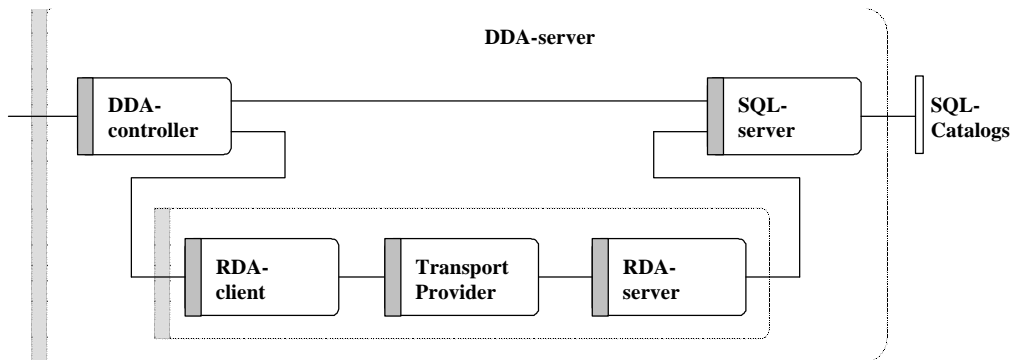 DDA-server
DDA-
controller
SQL-
server
SQL-
Catalogs
RDA-
client
Transport
Provider
RDA-
server